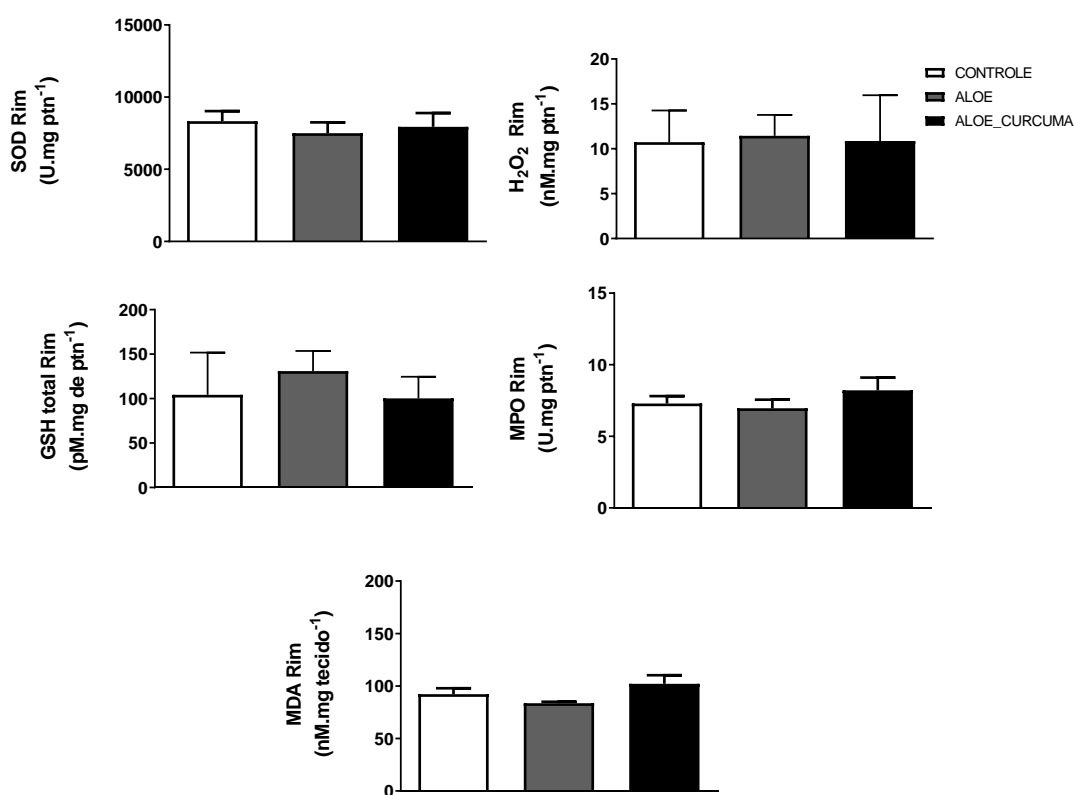 SOD Rim
(U.mg ptn⁻¹)
15000
10000
5000
0
H₂O₂ Rim
(nM.mg ptn⁻¹)
20
15
10
5
0
CONTROLE
ALOE
ALOE_CURCUMA
GSH total Rim
(pM.mg de ptn⁻¹)
200
150
100
50
0
MPO Rim
(U.mg ptn⁻¹)
15
10
5
0
MDA Rim
(nM.mg tecido⁻¹)
200
150
100
50
0